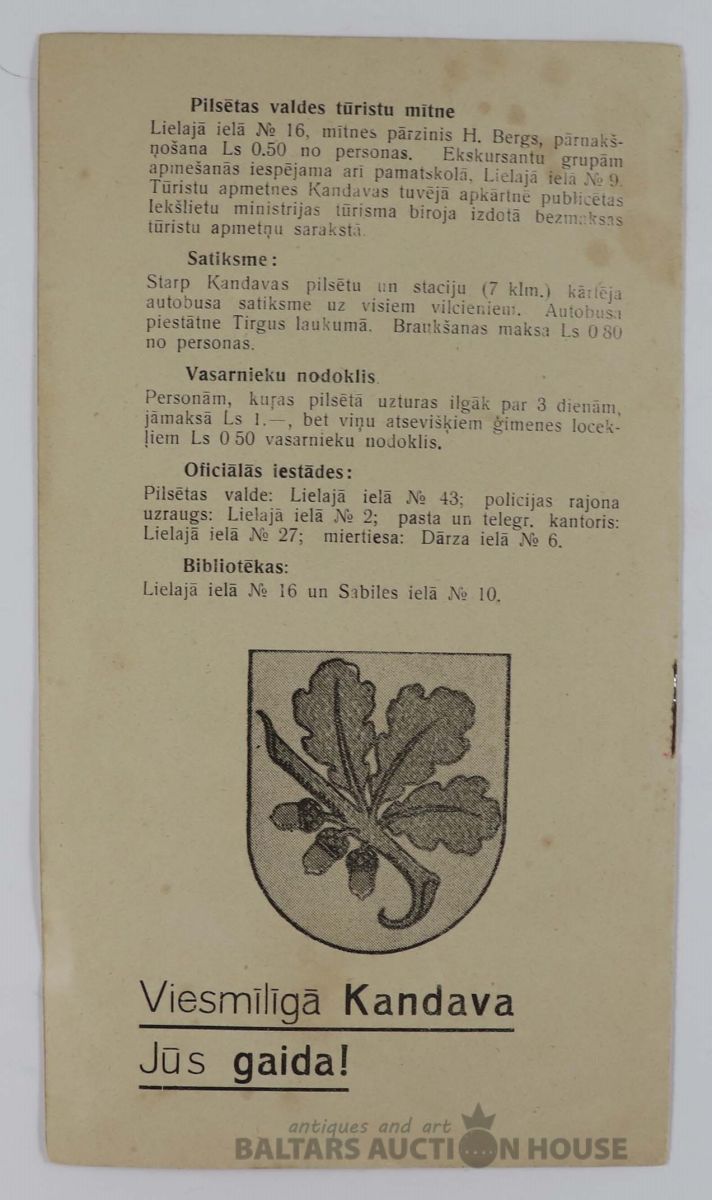 Pilsētas valdes tūristu mītne
Lielajā ielā № 16, mītnes pārzinis H. Bergs, pārnakš-
ņošana Ls 0.50 no personas. Ekskursantu grupām
apmešanās iespējama arī pamatskolā, Lielajā ielā № 9.
Tūristu apmetnes Kandavas tuvējā apkārtnē publicētas
Iekšlietu ministrijas tūrisma biroja izdotā bezmaksas
tūristu apmetņu sarakstā.
Satiksme:
Starp Kandavas pilsētu un staciju (7 klm.) kārtēja
autobusa satiksme uz visiem vilcieniem. Autobusa
piestātne Tirgus laukumā. Braukšanas maksa Ls 0 80
no personas.
Vasarnieku nodoklis.
Personām, kuŗas pilsētā uzturas ilgāk par 3 dienām,
jāmaksā Ls 1.—, bet viņu atsevišķiem ģimenes locek-
ļiem Ls 0 50 vasarnieku nodoklis.
Oficiālās iestādes:
Pilsētas valde: Lielajā ielā № 43; policijas rajona
uzraugs: Lielajā ielā № 2; pasta un telegr. kantoris:
Lielajā ielā № 27; miertiesa: Dārza ielā № 6.
Bibliotēkas:
Lielajā ielā № 16 un Sabiles ielā № 10.
Viesmīlīgā Kandava
Jūs gaida!
antiques and art
BALTARS AUCTION HOUSE